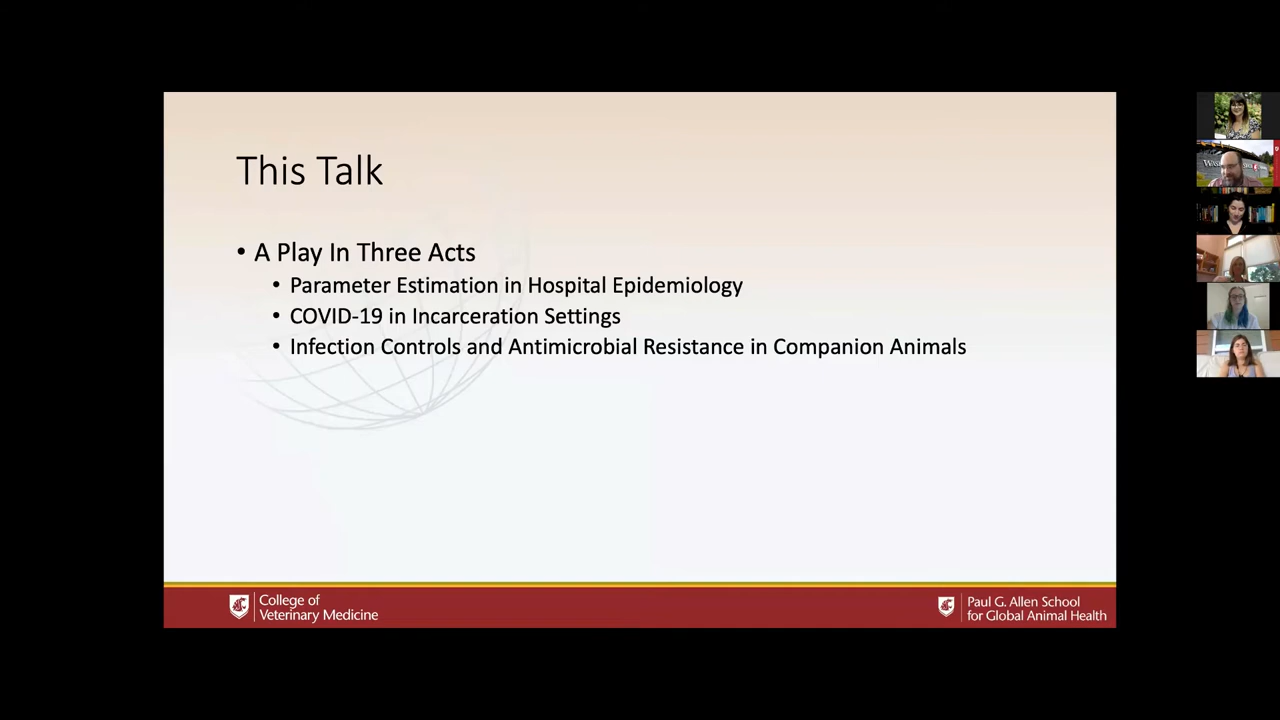 This Talk
• A Play In Three Acts
• Parameter Estimation in Hospital Epidemiology
• COVID-19 in Incarceration Settings
• Infection Controls and Antimicrobial Resistance in Companion Animals
College of
Veterinary Medicine
Paul G. Allen School
for Global Animal Health